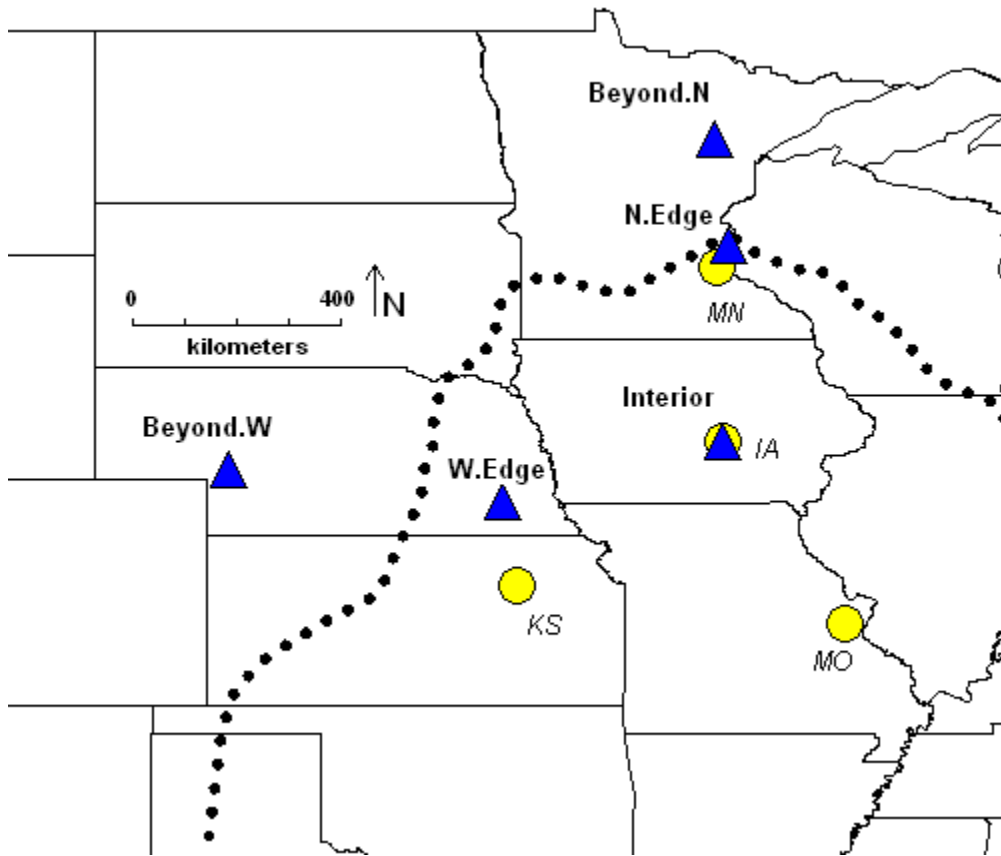 Beyond.N
N.Edge
0 400
N
MN
kilometers
Interior
Beyond.W
IA
W.Edge
KS
MO